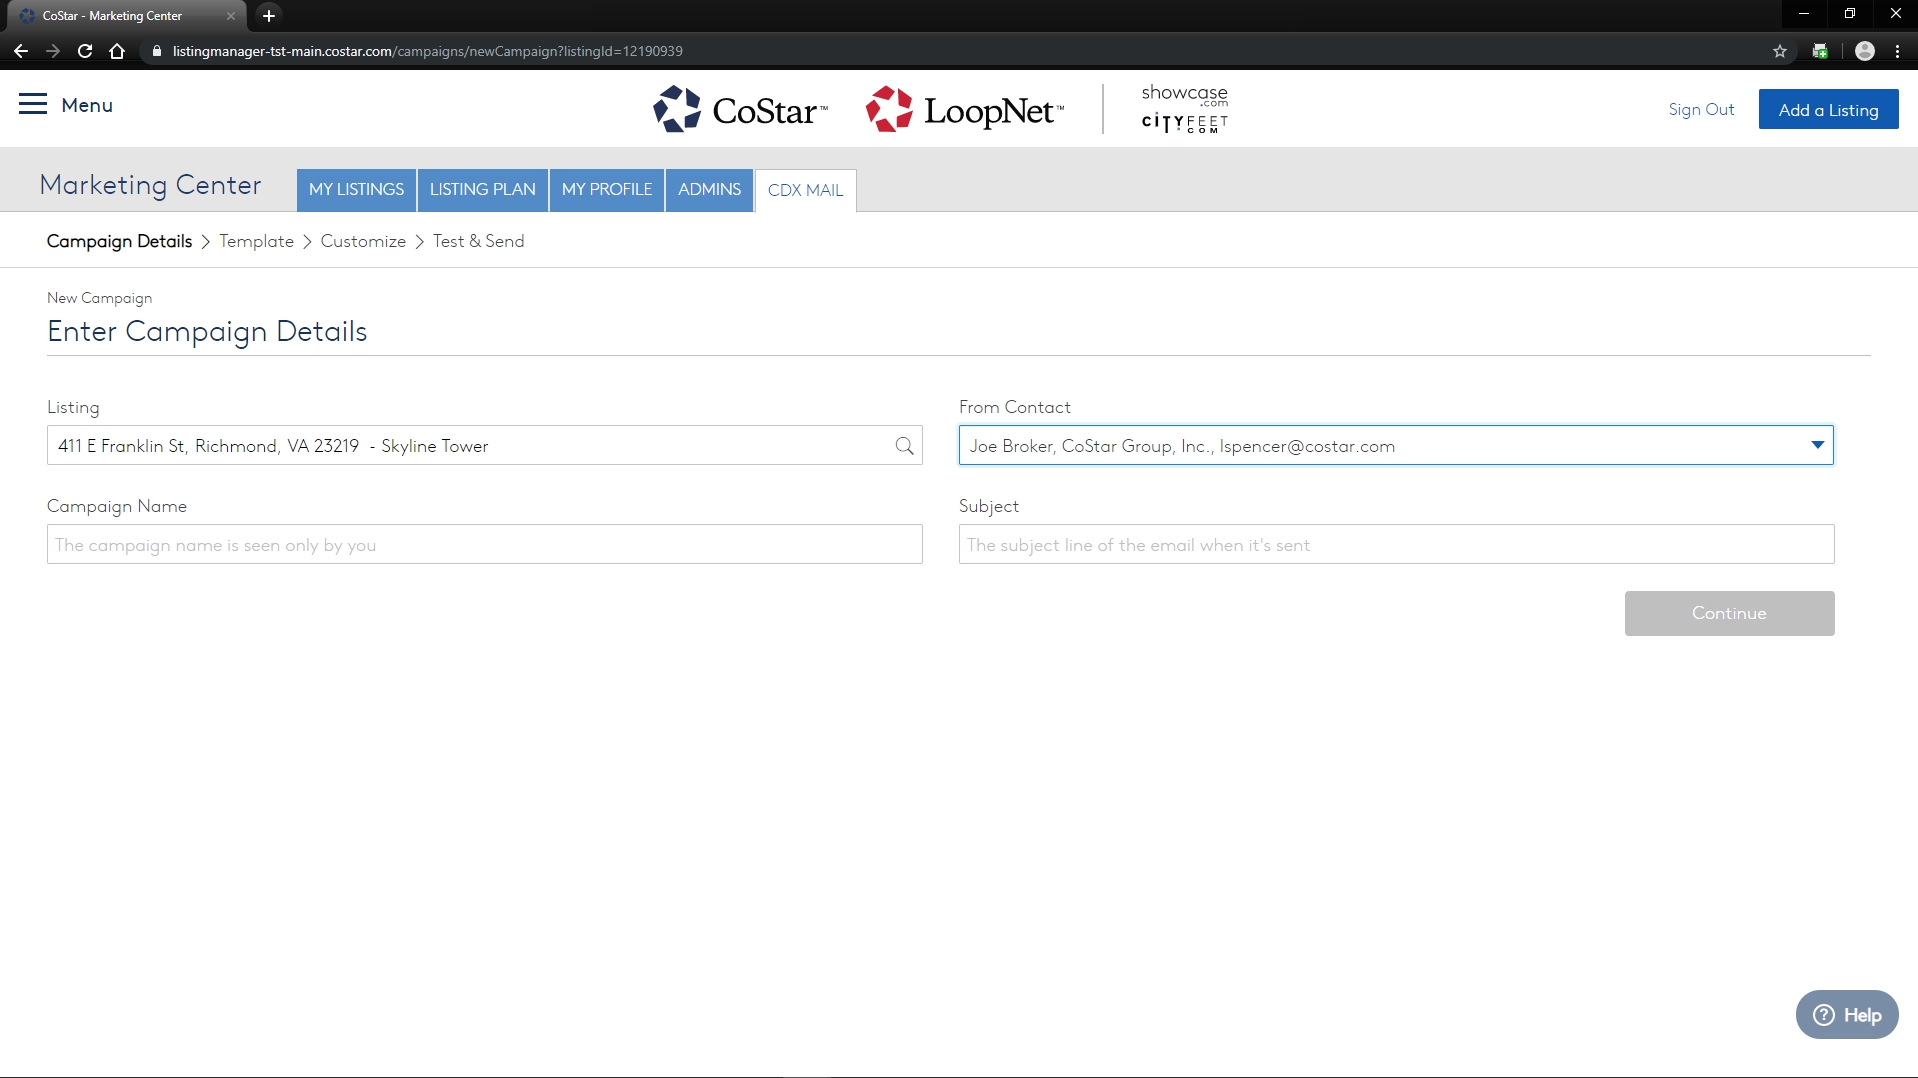 CoStar - Marketing Center
listingmanager-tst-main.costar.com/campaigns/newCampaign?listingId=12190939
Menu
CoStar™
LoopNet™
showcase
.com
CITYFEET
COM
Sign Out
Add a Listing
Marketing Center
MY LISTINGS
LISTING PLAN
MY PROFILE
ADMINS
CDX MAIL
Campaign Details > Template > Customize > Test & Send
New Campaign
Enter Campaign Details
Listing
From Contact
411 E Franklin St, Richmond, VA 23219 - Skyline Tower
Joe Broker, CoStar Group, Inc., lspencer@costar.com
Campaign Name
Subject
The campaign name is seen only by you
The subject line of the email when it's sent
Continue
? Help